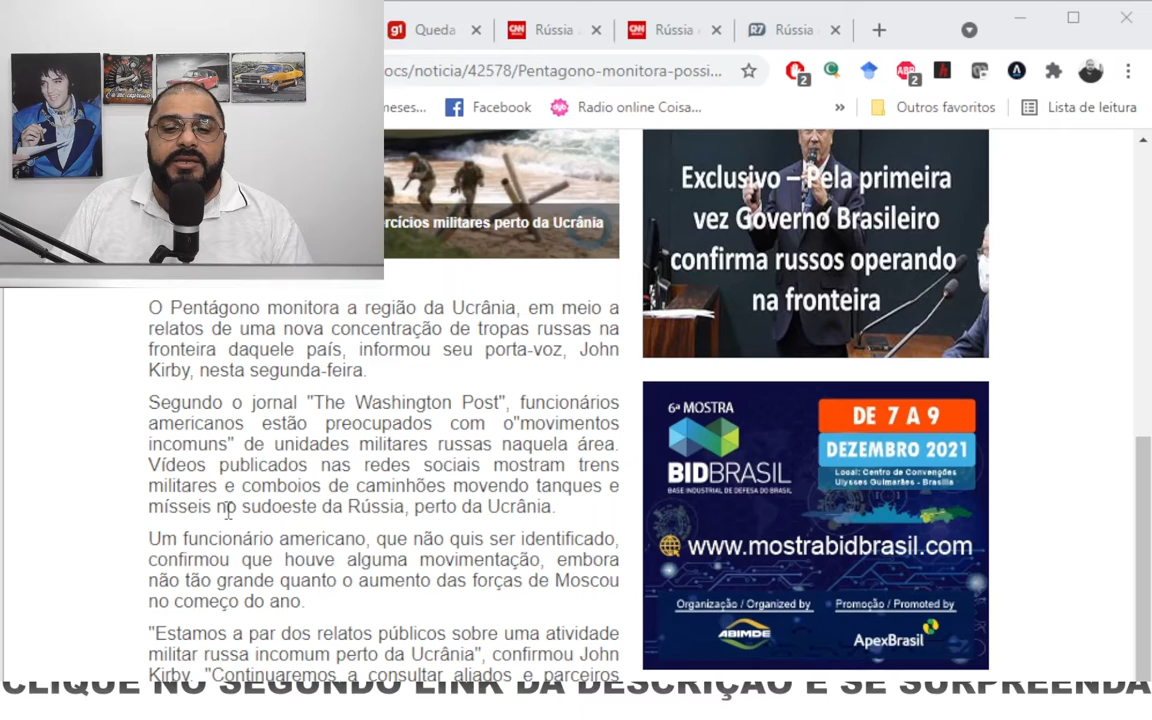 Queda
Rússia
Rússia
Rússia
ocs/noticia/42578/Pentagono-monitora-possi...
2
2
meses...
Facebook
Radio online Coisa...
»
Outros favoritos
Lista de leitura
rcícios militares perto da Ucrânia
Exclusivo – Pela primeira
vez Governo Brasileiro
confirma russos operando
na fronteira
O Pentágono monitora a região da Ucrânia, em meio a
relatos de uma nova concentração de tropas russas na
fronteira daquele país, informou seu porta-voz, John
Kirby, nesta segunda-feira.
Segundo o jornal "The Washington Post", funcionários
americanos estão preocupados com o"movimentos
incomuns" de unidades militares russas naquela área.
Vídeos publicados nas redes sociais mostram trens
militares e comboios de caminhões movendo tanques e
mísseis no sudoeste da Rússia, perto da Ucrânia.
Um funcionário americano, que não quis ser identificado,
confirmou que houve alguma movimentação, embora
não tão grande quanto o aumento das forças de Moscou
no começo do ano.
"Estamos a par dos relatos públicos sobre uma atividade
militar russa incomum perto da Ucrânia", confirmou John
Kirby. "Continuaremos a consultar aliados e parceiros
6ª MOSTRA
BIDBRASIL
BASE INDUSTRIAL DE DEFESA DO BRASIL
DE 7 A 9
DEZEMBRO 2021
Local: Centro de Convenções
Ulysses Guimarães - Brasília
www.mostrabidbrasil.com
Organização / Organized by
ABIMDE
Promoção / Promoted by
ApexBrasil
CLIQUE NO SEGUNDO LINK DA DESCRIÇÃO E SE SURPREENDA